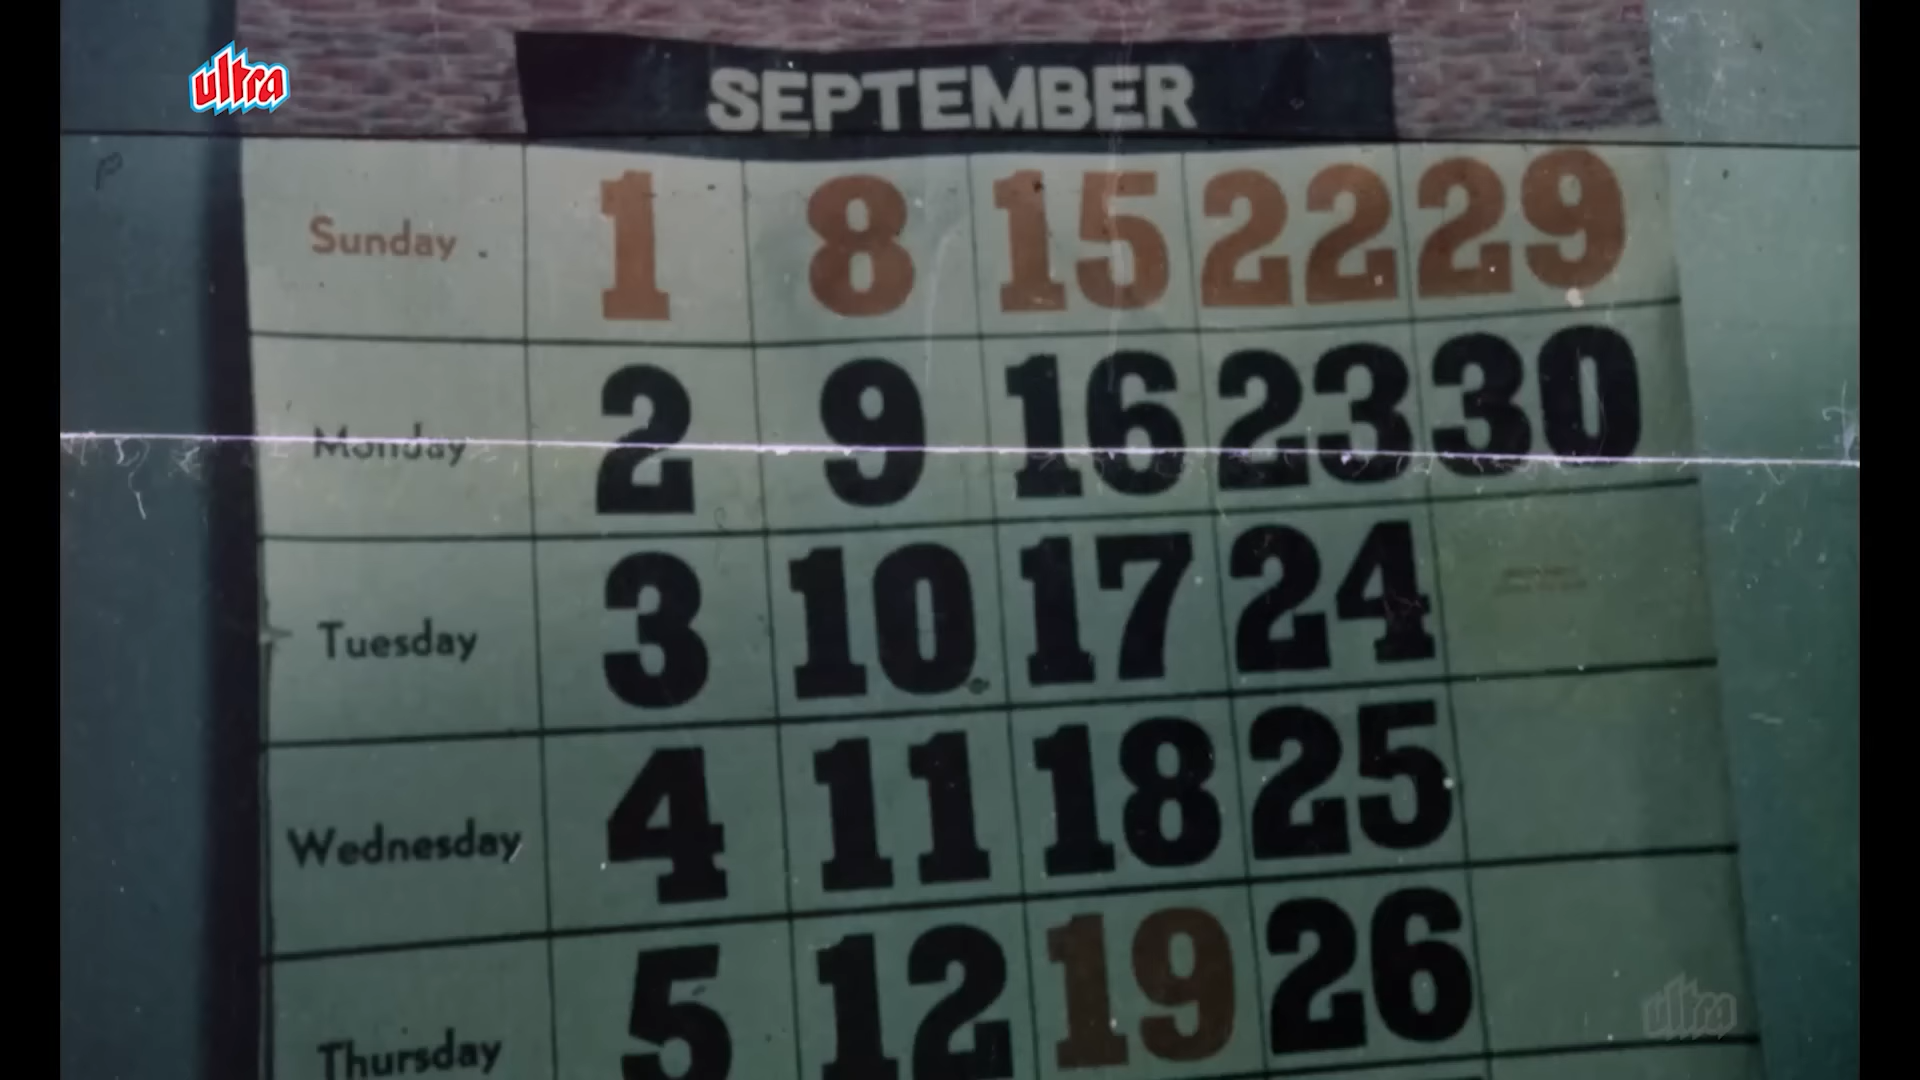 ultra
SEPTEMBER
Sunday 1 8 15 22 29
Monday 2 9 16 23 30
Tuesday 3 10 17 24
Wednesday 4 11 18 25
Thursday 5 12 19 26
ultra